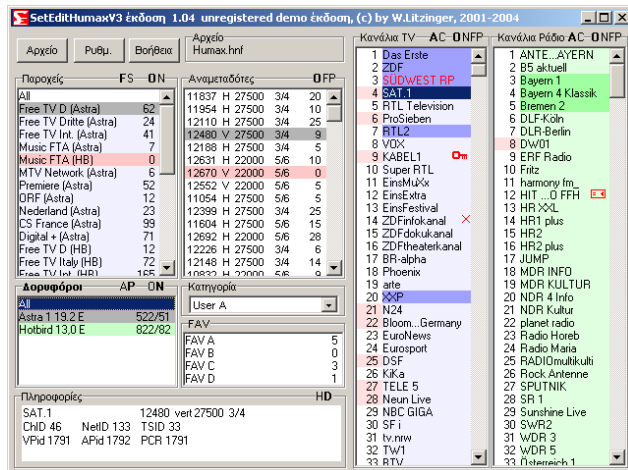 SetEditHumaxV3 έκδοση 1.04 unregistered demo έκδοση, (c) by W.Litzinger, 2001-2004
Αρχείο Ρυθμ. Βοήθεια
Αρχείο
Humax.hnf
Παροχείς FS ON
All
Free TV D (Astra) 62
Free TV Dritte (Astra) 24
Free TV Int. (Astra) 41
Music FTA (Astra) 7
Music FTA (HB) 0
MTV Network (Astra) 6
Premiere (Astra) 52
ORF (Astra) 12
Nederland (Astra) 23
CS France (Astra) 99
Digital + (Astra) 71
Free TV D (HB) 12
Free TV Italy (HB) 72
Free TV Int. (HB) 165
Αναμεταδότες OFP
11837 H 27500 3/4 20
11954 H 27500 3/4 10
12110 H 27500 3/4 25
12480 V 27500 3/4 9
12188 H 27500 3/4 5
12631 H 22000 5/6 10
12670 V 22000 5/6 0
12552 V 22000 5/6 5
11054 H 27500 5/6 5
12399 H 27500 3/4 25
11604 H 27500 5/6 15
12692 H 22000 5/6 28
12226 H 27500 3/4 6
12148 H 27500 3/4 14
10832 H 22000 5/6 9
Δορυφόροι AP ON
All
Astra 1 19.2 E 522/51
Hotbird 13,0 E 822/82
Κατηγορία
User A
FAV
FAV A 5
FAV B 0
FAV C 3
FAV D 1
Πληροφορίες HD
SAT.1 12480 vert 27500 3/4
ChID 46 NetID 133 TSID 33
VPid 1791 APid 1792 PCR 1791
Κανάλια TV AC ONFP
1 Das Erste
2 ZDF
3 SÜDWEST RP
4 SAT.1
5 RTL Television
6 ProSieben
7 RTL2
8 VOX
9 KABEL1
10 Super RTL
11 EinsMuXx
12 EinsExtra
13 EinsFestival
14 ZDFinfokanal
15 ZDFdokukanal
16 ZDFtheaterkanal
17 BR-alpha
18 Phoenix
19 arte
20 XXP
21 N24
22 Bloom...Germany
23 EuroNews
24 Eurosport
25 DSF
26 KiKa
27 TELE 5
28 Neun Live
29 NBC GIGA
30 SF i
31 tv.nrw
32 TW1
33 RTV
Κανάλια Ράδιο AC ONFP
1 ANTE...AYERN
2 B5 aktuell
3 Bayern 1
4 Bayern 4 Klassik
5 Bremen 2
6 DLF-Köln
7 DLR-Berlin
8 DW01
9 ERF Radio
10 Fritz
11 harmony fm_
12 HIT ...O FFH
13 HR XXL
14 HR1 plus
15 HR2
16 HR2 plus
17 JUMP
18 MDR INFO
19 MDR KULTUR
20 NDR 4 Info
21 NDR Kultur
22 planet radio
23 Radio Horeb
24 Radio Maria
25 RADIOmultikulti
26 Rock Antenne
27 SPUTNIK
28 SR 1
29 Sunshine Live
30 SWR2
31 WDR 3
32 WDR 5
33 Österreich 1